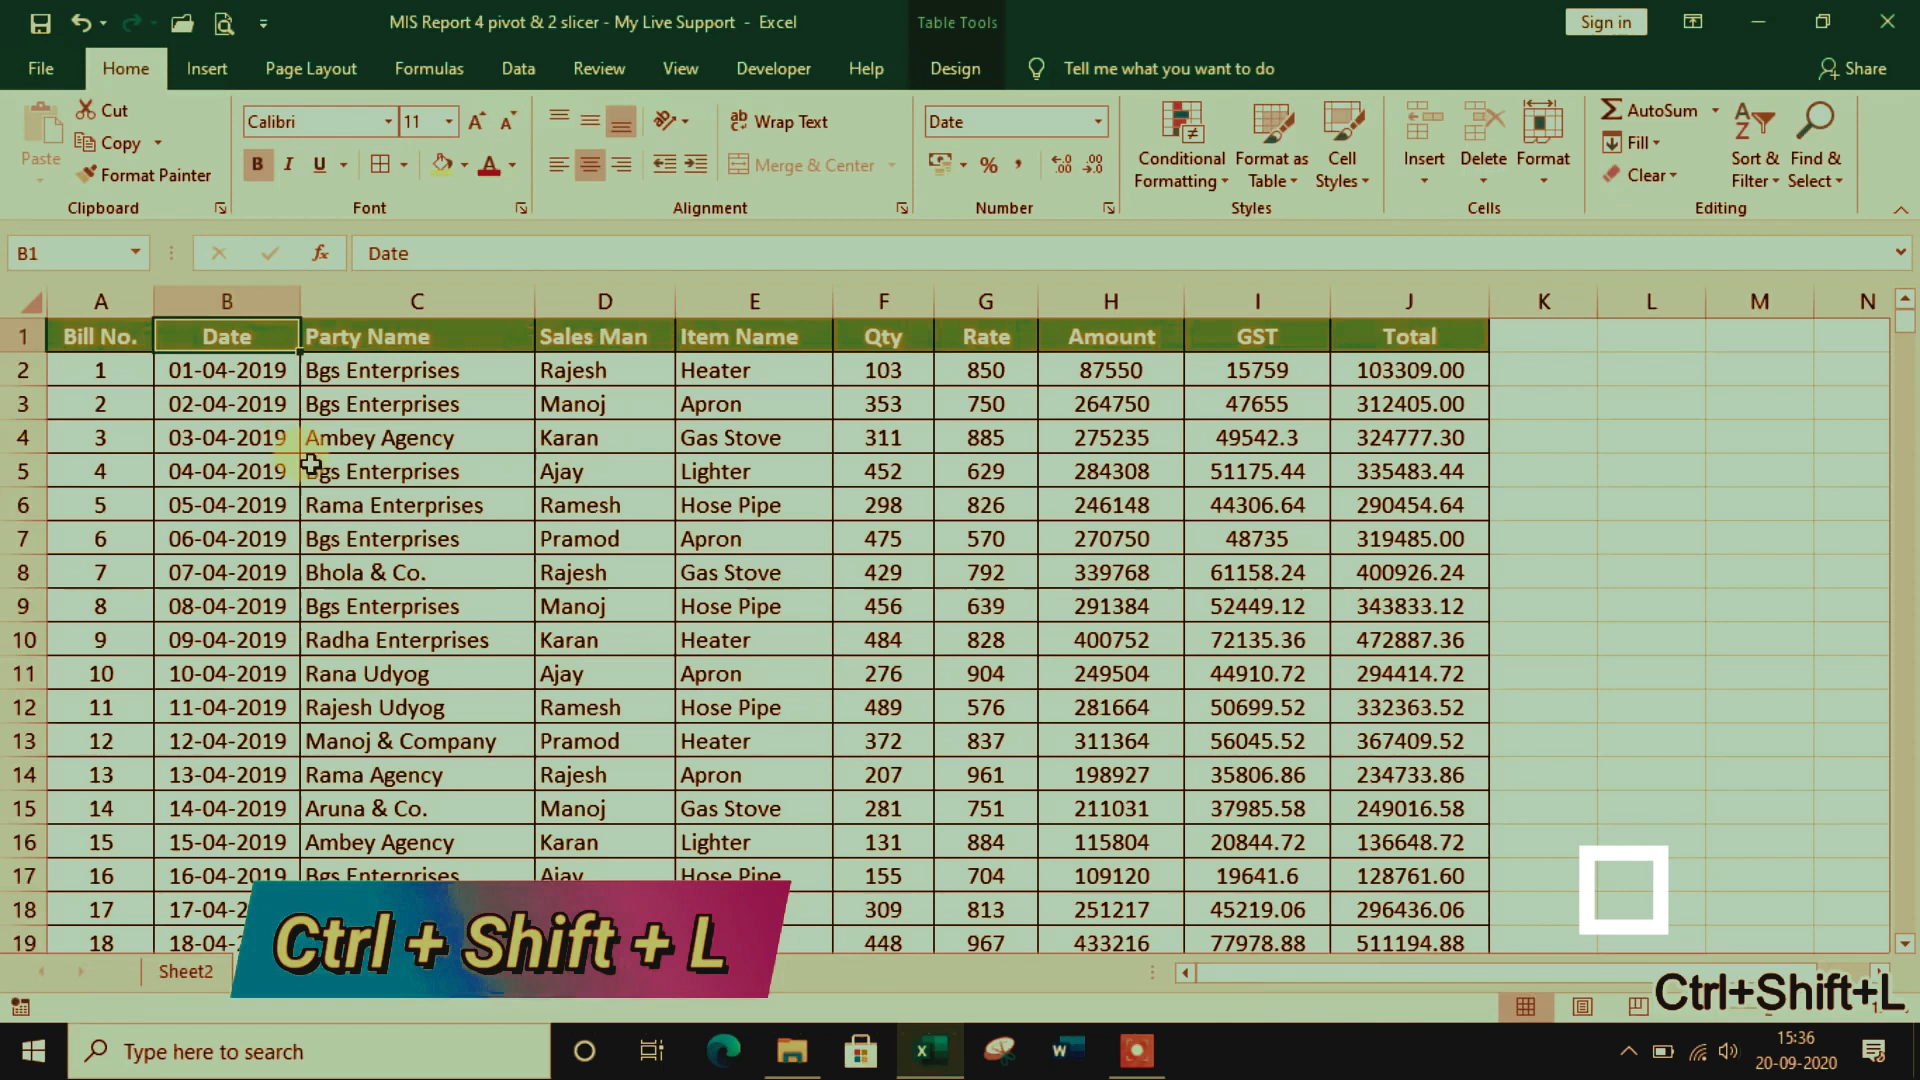 MIS Report 4 pivot & 2 slicer - My Live Support - Excel
Table Tools
Sign in
File Home Insert Page Layout Formulas Data Review View Developer Help Design Tell me what you want to do Share
Paste
Cut
Copy
Format Painter
Clipboard
Calibri 11
B I U
Font
Wrap Text
Merge & Center
Alignment
Date
Number
Conditional Formatting
Format as Table
Cell Styles
Styles
Insert Delete Format
Cells
AutoSum
Fill
Clear
Sort & Filter
Find & Select
Editing
B1 fx Date
A B C D E F G H I J K L M N
1 Bill No. Date Party Name Sales Man Item Name Qty Rate Amount GST Total
2 1 01-04-2019 Bgs Enterprises Rajesh Heater 103 850 87550 15759 103309.00
3 2 02-04-2019 Bgs Enterprises Manoj Apron 353 750 264750 47655 312405.00
4 3 03-04-2019 Ambey Agency Karan Gas Stove 311 885 275235 49542.3 324777.30
5 4 04-04-2019 Bgs Enterprises Ajay Lighter 452 629 284308 51175.44 335483.44
6 5 05-04-2019 Rama Enterprises Ramesh Hose Pipe 298 826 246148 44306.64 290454.64
7 6 06-04-2019 Bgs Enterprises Pramod Apron 475 570 270750 48735 319485.00
8 7 07-04-2019 Bhola & Co. Rajesh Gas Stove 429 792 339768 61158.24 400926.24
9 8 08-04-2019 Bgs Enterprises Manoj Hose Pipe 456 639 291384 52449.12 343833.12
10 9 09-04-2019 Radha Enterprises Karan Heater 484 828 400752 72135.36 472887.36
11 10 10-04-2019 Rana Udyog Ajay Apron 276 904 249504 44910.72 294414.72
12 11 11-04-2019 Rajesh Udyog Ramesh Hose Pipe 489 576 281664 50699.52 332363.52
13 12 12-04-2019 Manoj & Company Pramod Heater 372 837 311364 56045.52 367409.52
14 13 13-04-2019 Rama Agency Rajesh Apron 207 961 198927 35806.86 234733.86
15 14 14-04-2019 Aruna & Co. Manoj Gas Stove 281 751 211031 37985.58 249016.58
16 15 15-04-2019 Ambey Agency Karan Lighter 131 884 115804 20844.72 136648.72
17 16 16-04-2019 Bgs Enterprises Ajay Hose Pipe 155 704 109120 19641.6 128761.60
18 17 17-04-2 309 813 251217 45219.06 296436.06
19 18 18-04- 448 967 433216 77978.88 511194.88
Ctrl + Shift + L
Sheet2
Ctrl+Shift+L
Type here to search
15:36
20-09-2020